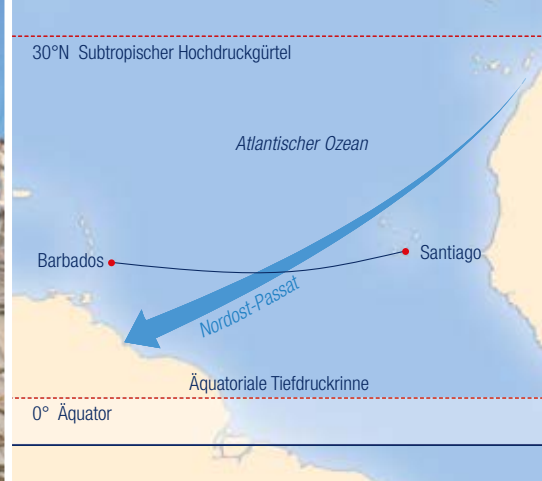 30°N Subtropischer Hochdruckgürtel
Atlantischer Ozean
Barbados
Santiago
Nordost-Passat
Äquatoriale Tiefdruckrinne
0° Äquator